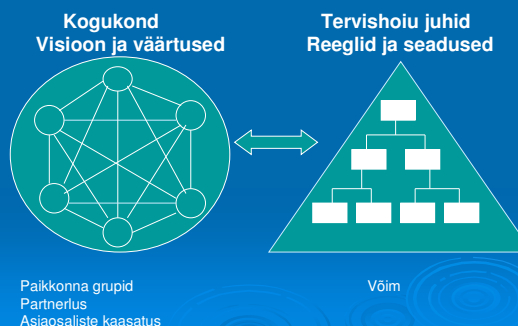 Kogukond
Visioon ja väärtused
Tervishoiu juhid
Reeglid ja seadused
Paikkonna grupid
Partnerlus
Asjaosaliste kaasatus
Võim